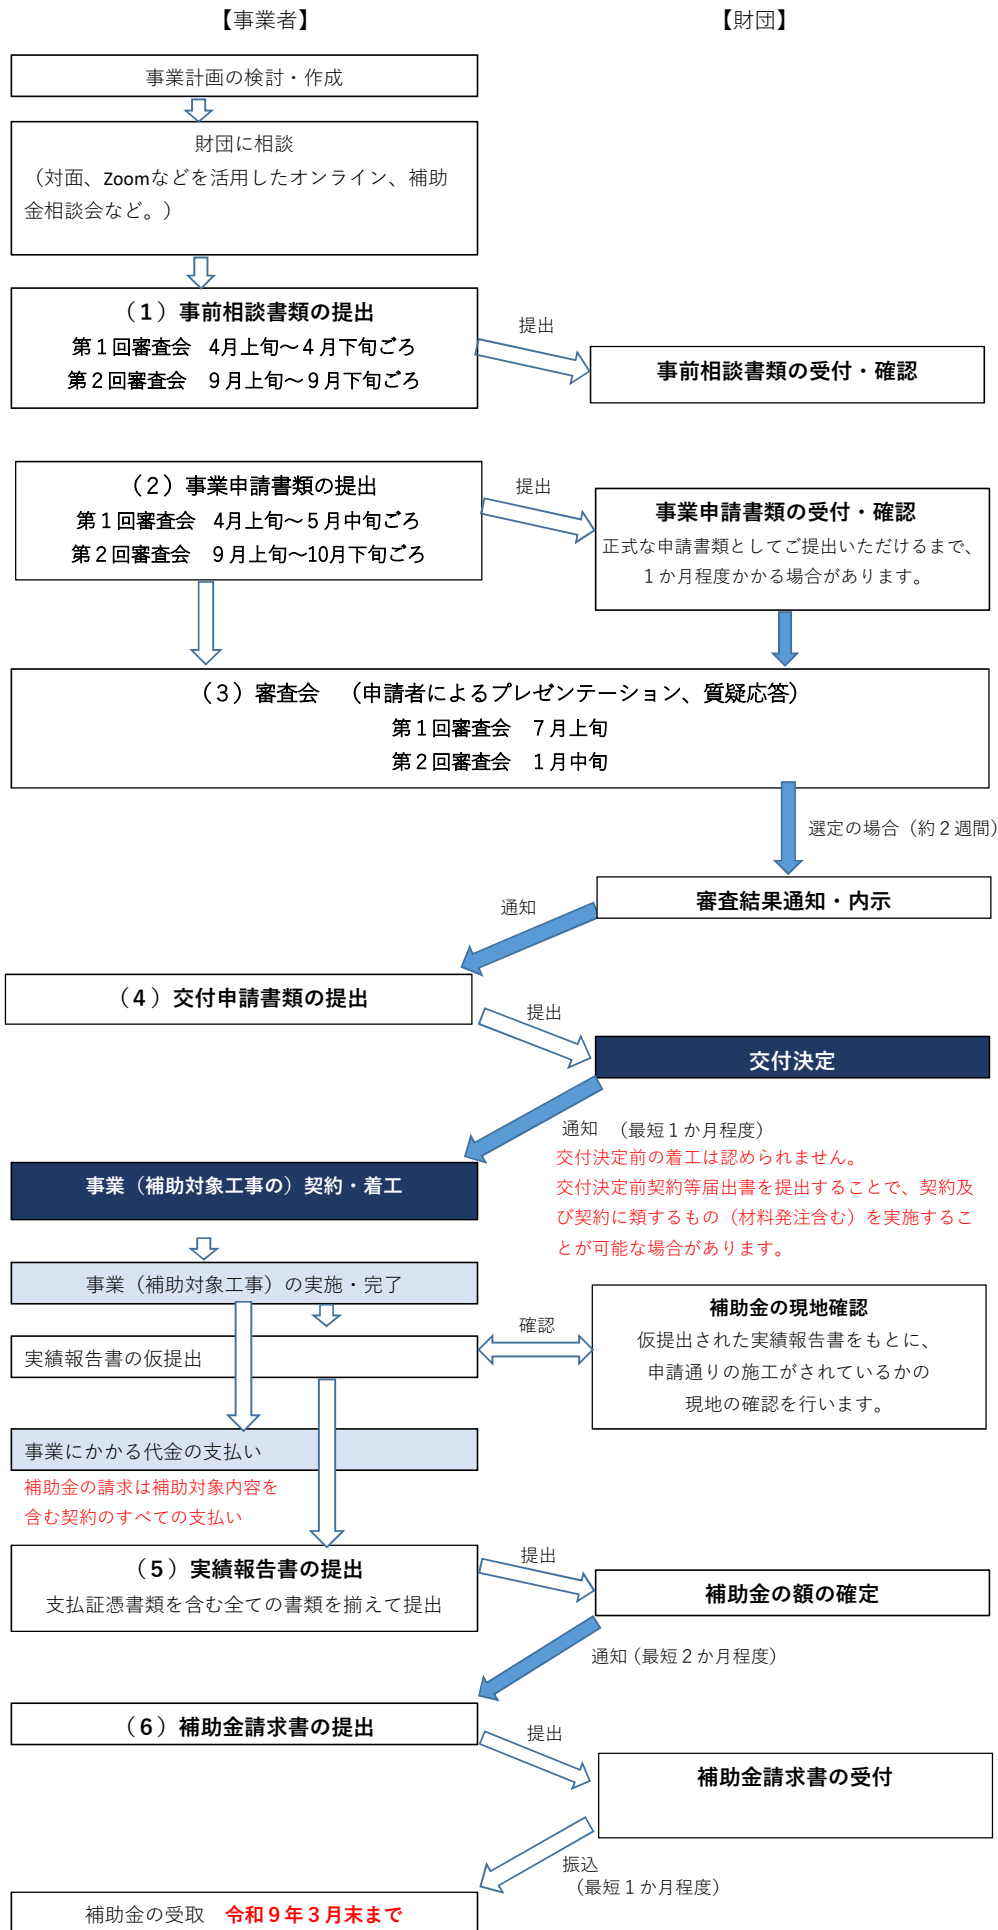 【事業者】
【財団】
事業計画の検討・作成
財団に相談
（対面、Zoomなどを活用したオンライン、補助
金相談会など。）
（１）事前相談書類の提出
第１回審査会　4月上旬～４月下旬ごろ
第２回審査会　９月上旬～９月下旬ごろ
提出
事前相談書類の受付・確認
（２）事業申請書類の提出
第１回審査会　4月上旬～５月中旬ごろ
第２回審査会　９月上旬～10月下旬ごろ
提出
事業申請書類の受付・確認
正式な申請書類としてご提出いただけるまで、
１か月程度かかる場合があります。
（３）審査会　（申請者によるプレゼンテーション、質疑応答）
第１回審査会　７月上旬
第２回審査会　１月中旬
選定の場合（約２週間）
審査結果通知・内示
通知
（４）交付申請書類の提出
提出
交付決定
通知　（最短１か月程度）
交付決定前の着工は認められません。
交付決定前契約等届出書を提出することで、契約及
び契約に類するもの（材料発注含む）を実施するこ
とが可能な場合があります。
事業（補助対象工事の）契約・着工
事業（補助対象工事）の実施・完了
実績報告書の仮提出
確認
補助金の現地確認
仮提出された実績報告書をもとに、
申請通りの施工がされているかの
現地の確認を行います。
事業にかかる代金の支払い
補助金の請求は補助対象内容を
含む契約のすべての支払い
（５）実績報告書の提出
支払証憑書類を含む全ての書類を揃えて提出
提出
補助金の額の確定
通知（最短２か月程度）
（６）補助金請求書の提出
提出
補助金請求書の受付
振込
（最短１か月程度）
補助金の受取　令和９年３月末まで